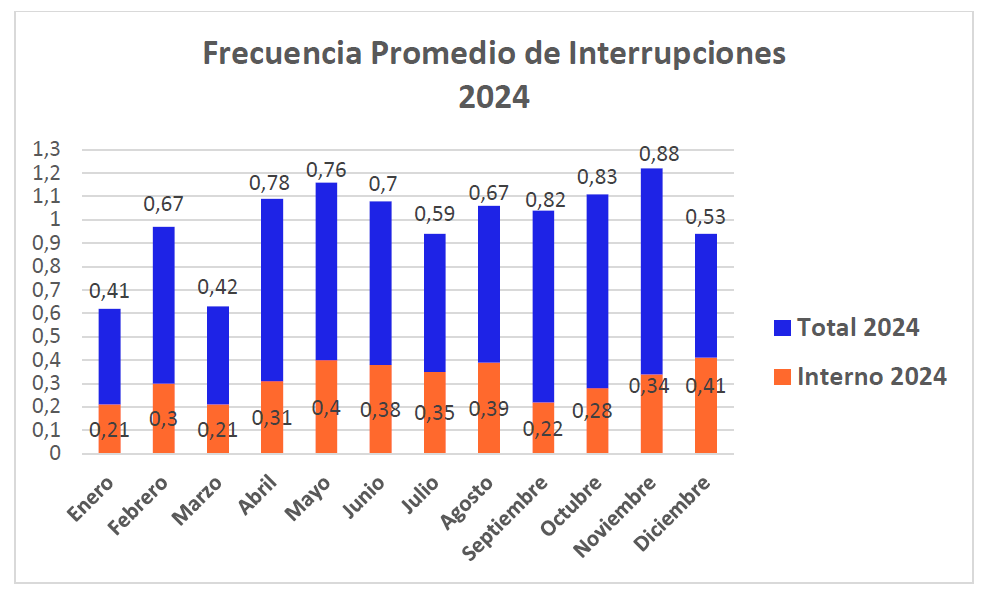 Frecuencia Promedio de Interrupciones
2024
1,3
1,2
1,1
1
0,9
0,8
0,7
0,6
0,5
0,4
0,3
0,2
0,1
0
0,41
0,67
0,42
0,78
0,76
0,7
0,59
0,67
0,82
0,83
0,88
0,53
0,21
0,3
0,21
0,31
0,4
0,38
0,35
0,39
0,22
0,28
0,34
0,41
Enero
Febrero
Marzo
Abril
Mayo
Junio
Julio
Agosto
Septiembre
Octubre
Noviembre
Diciembre
Total 2024
Interno 2024